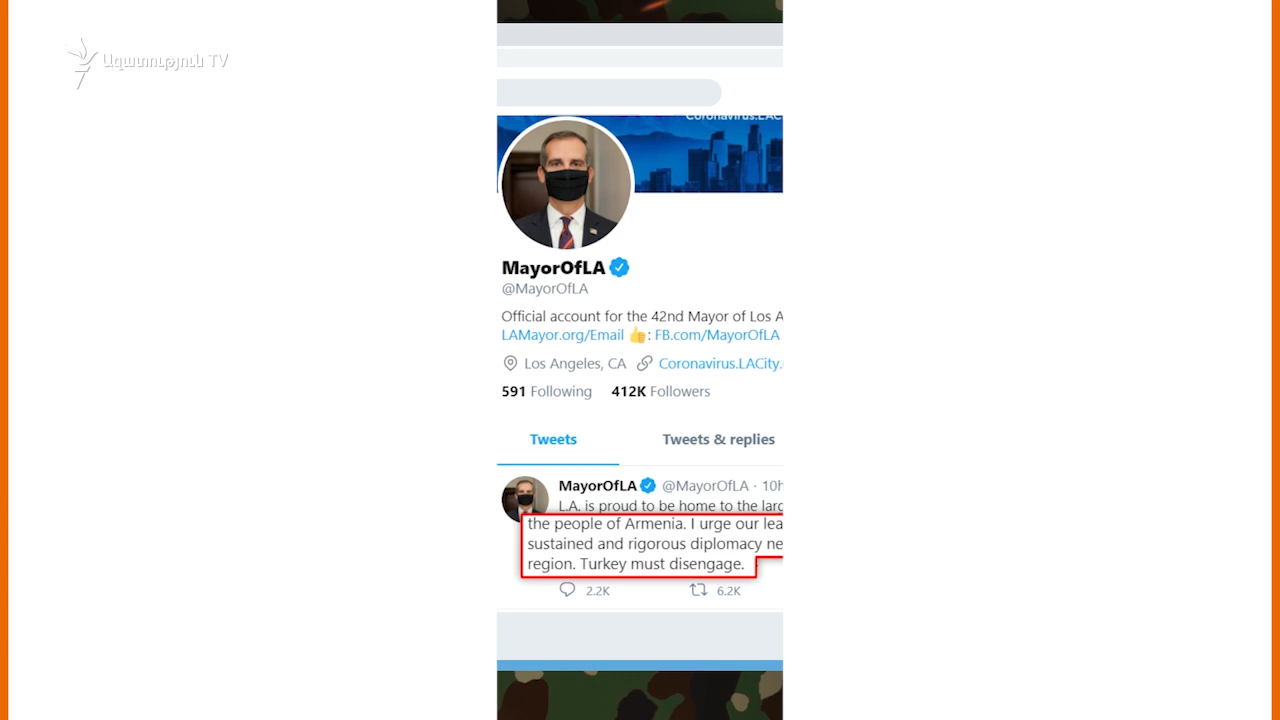 Ազատություն TV
Coronavirus.LAC
MayorOfLA
@MayorOfLA
Official account for the 42nd Mayor of Los A
LAMayor.org/Email 👍: FB.com/MayorOfLA
Los Angeles, CA Coronavirus.LACity.
591 Following 412K Followers
Tweets Tweets & replies
MayorOfLA @MayorOfLA · 10h
L.A. is proud to be home to the larg
the people of Armenia. I urge our lea
sustained and rigorous diplomacy ne
region. Turkey must disengage.
2.2K 6.2K